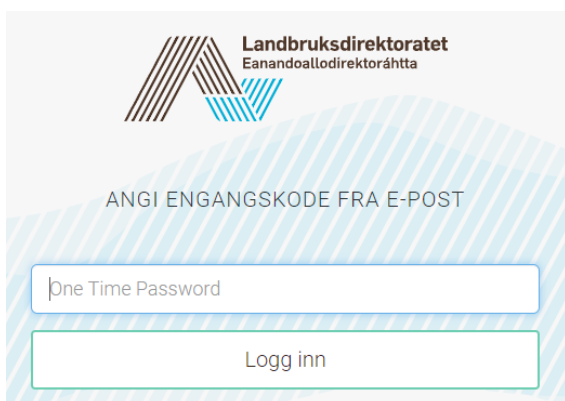 Landbruksdirektoratet
Eanandoallodirektoráhtta
ANGI ENGANGSKODE FRA E-POST
One Time Password
Logg inn